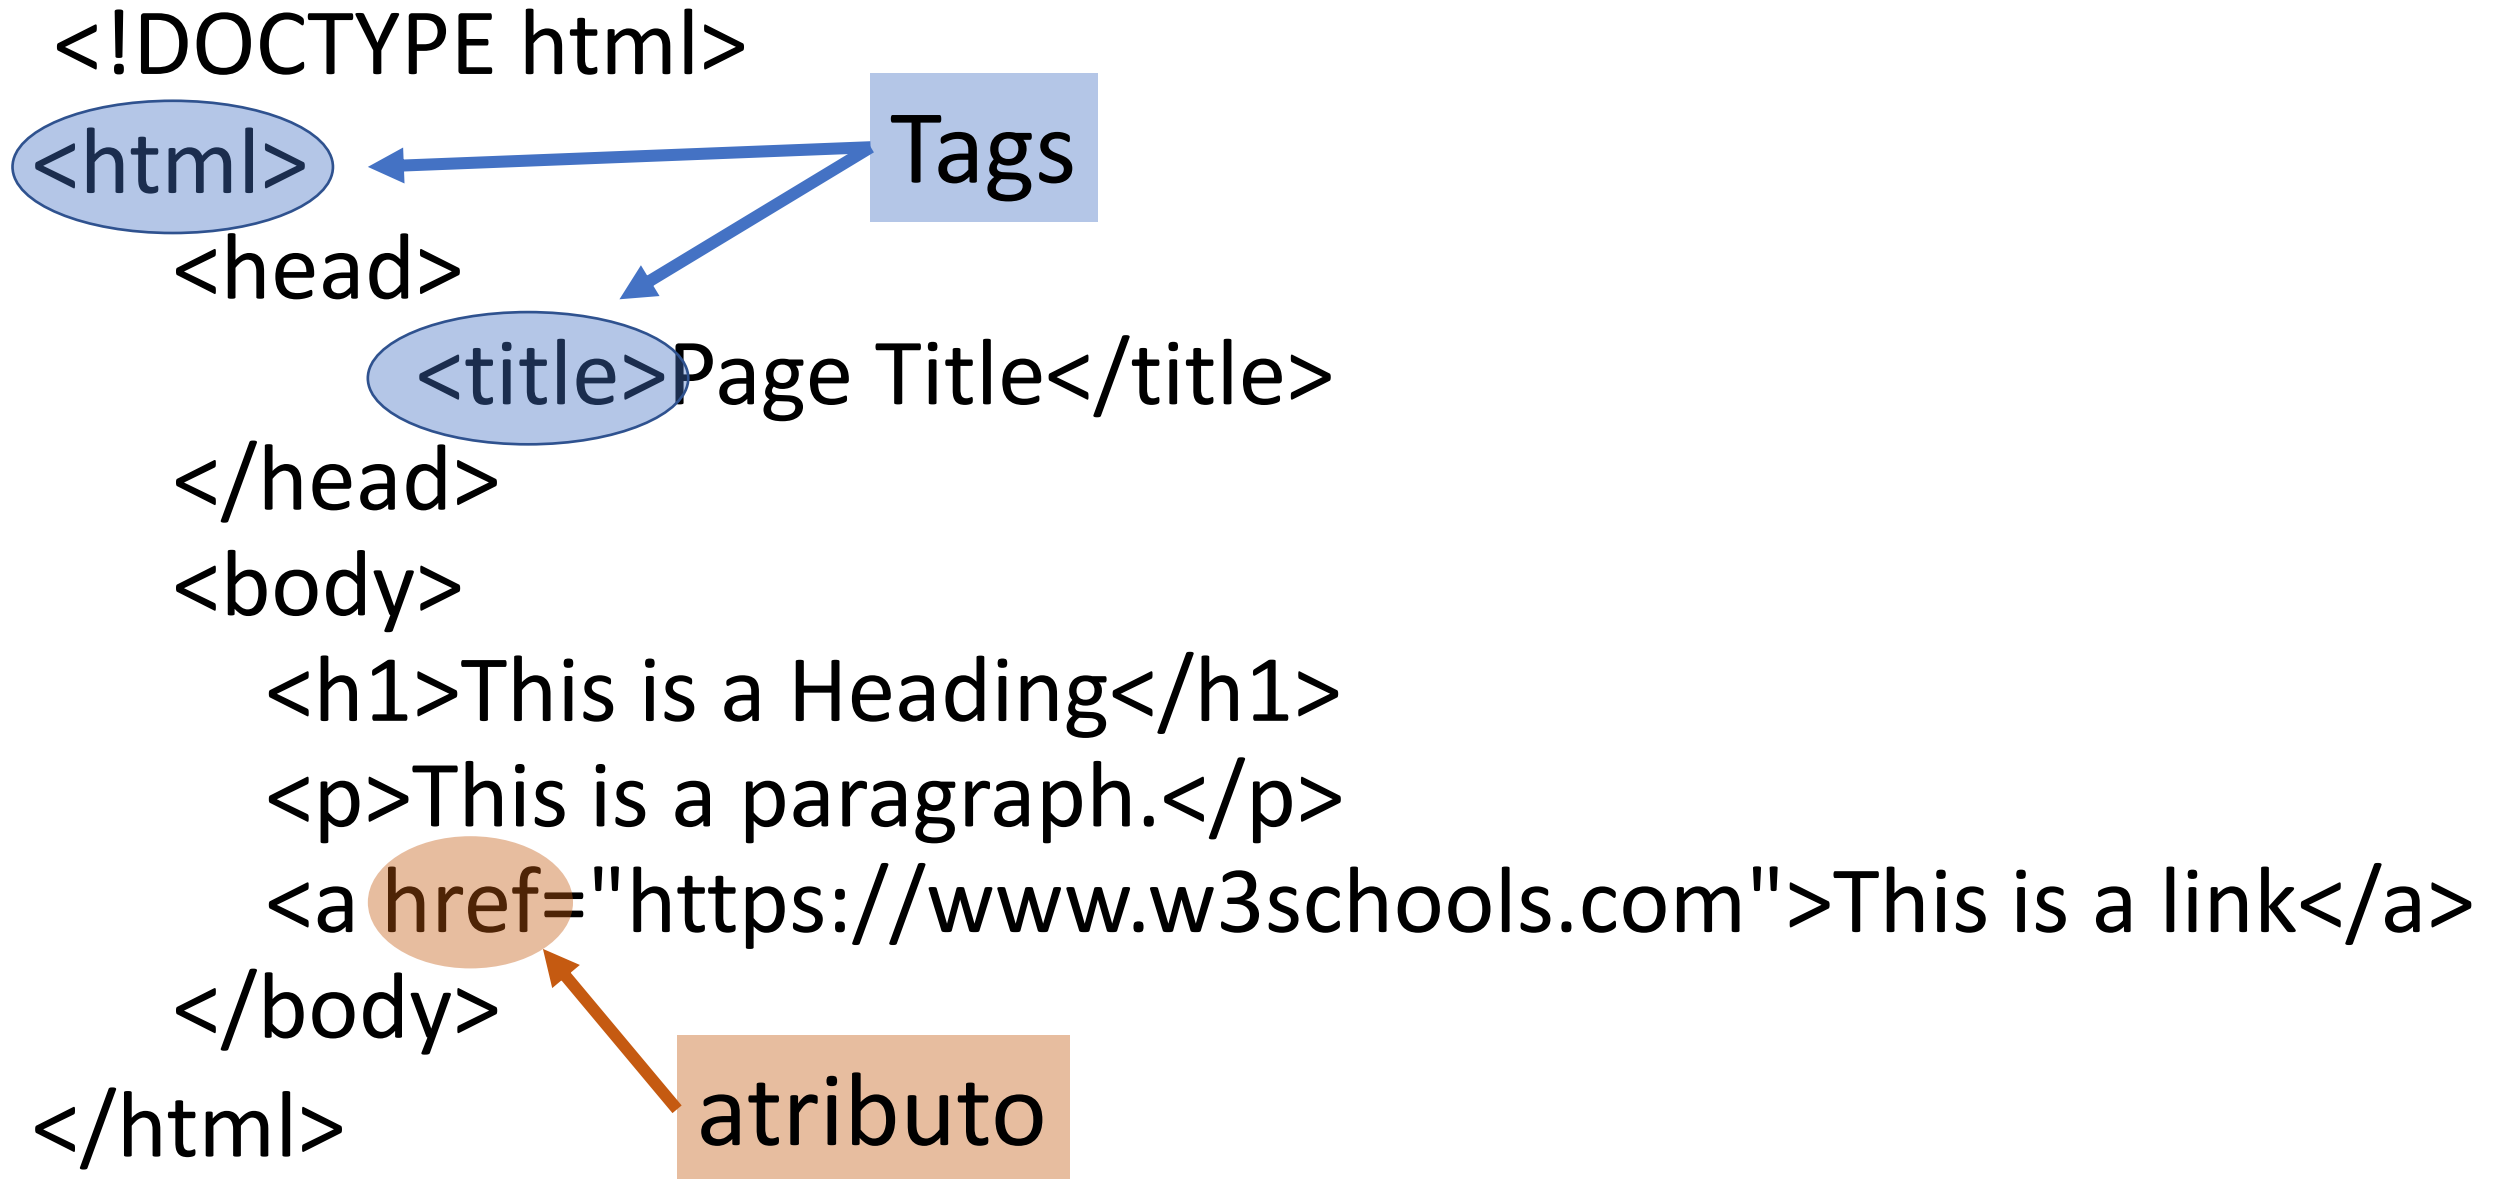 <!DOCTYPE html>
<html>
Tags
<head>
<title>Page Title</title>
</head>
<body>
<h1>This is a Heading</h1>
<p>This is a paragraph.</p>
<a href="https://www.w3schools.com">This is a link</a>
</body>
atributo
</html>